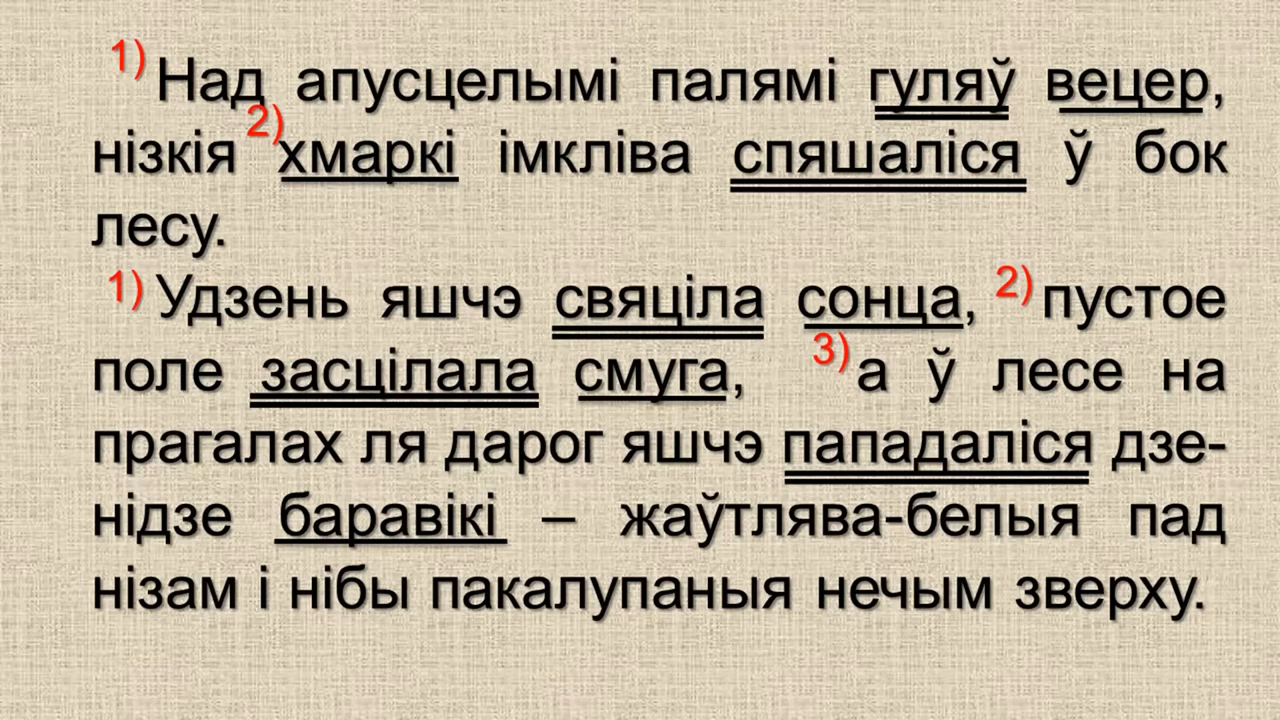 1) Над апусцелымі палямі гуляў вецер,
нізкія 2) хмаркі імкліва спяшаліся ў бок
лесу.
1) Удзень яшчэ свяціла сонца, 2) пустое
поле засцілала смуга, 3) а ў лесе на
прагалах ля дарог яшчэ пападаліся дзе-
нідзе баравікі – жаўтлява-белыя пад
нізам і нібы пакалупаныя нечым зверху.